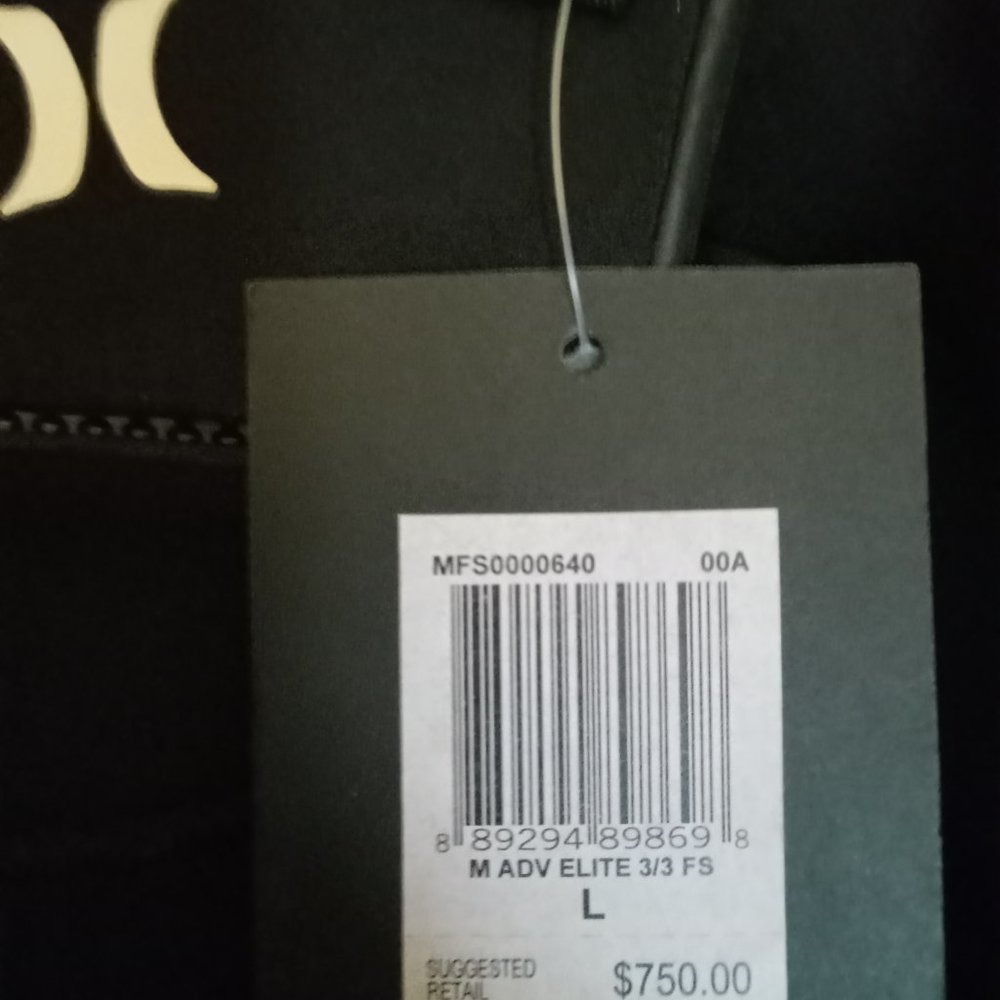 MFS0000640 00A
8 89294 89869 8
M ADV ELITE 3/3 FS
L
SUGGESTED RETAIL $750.00